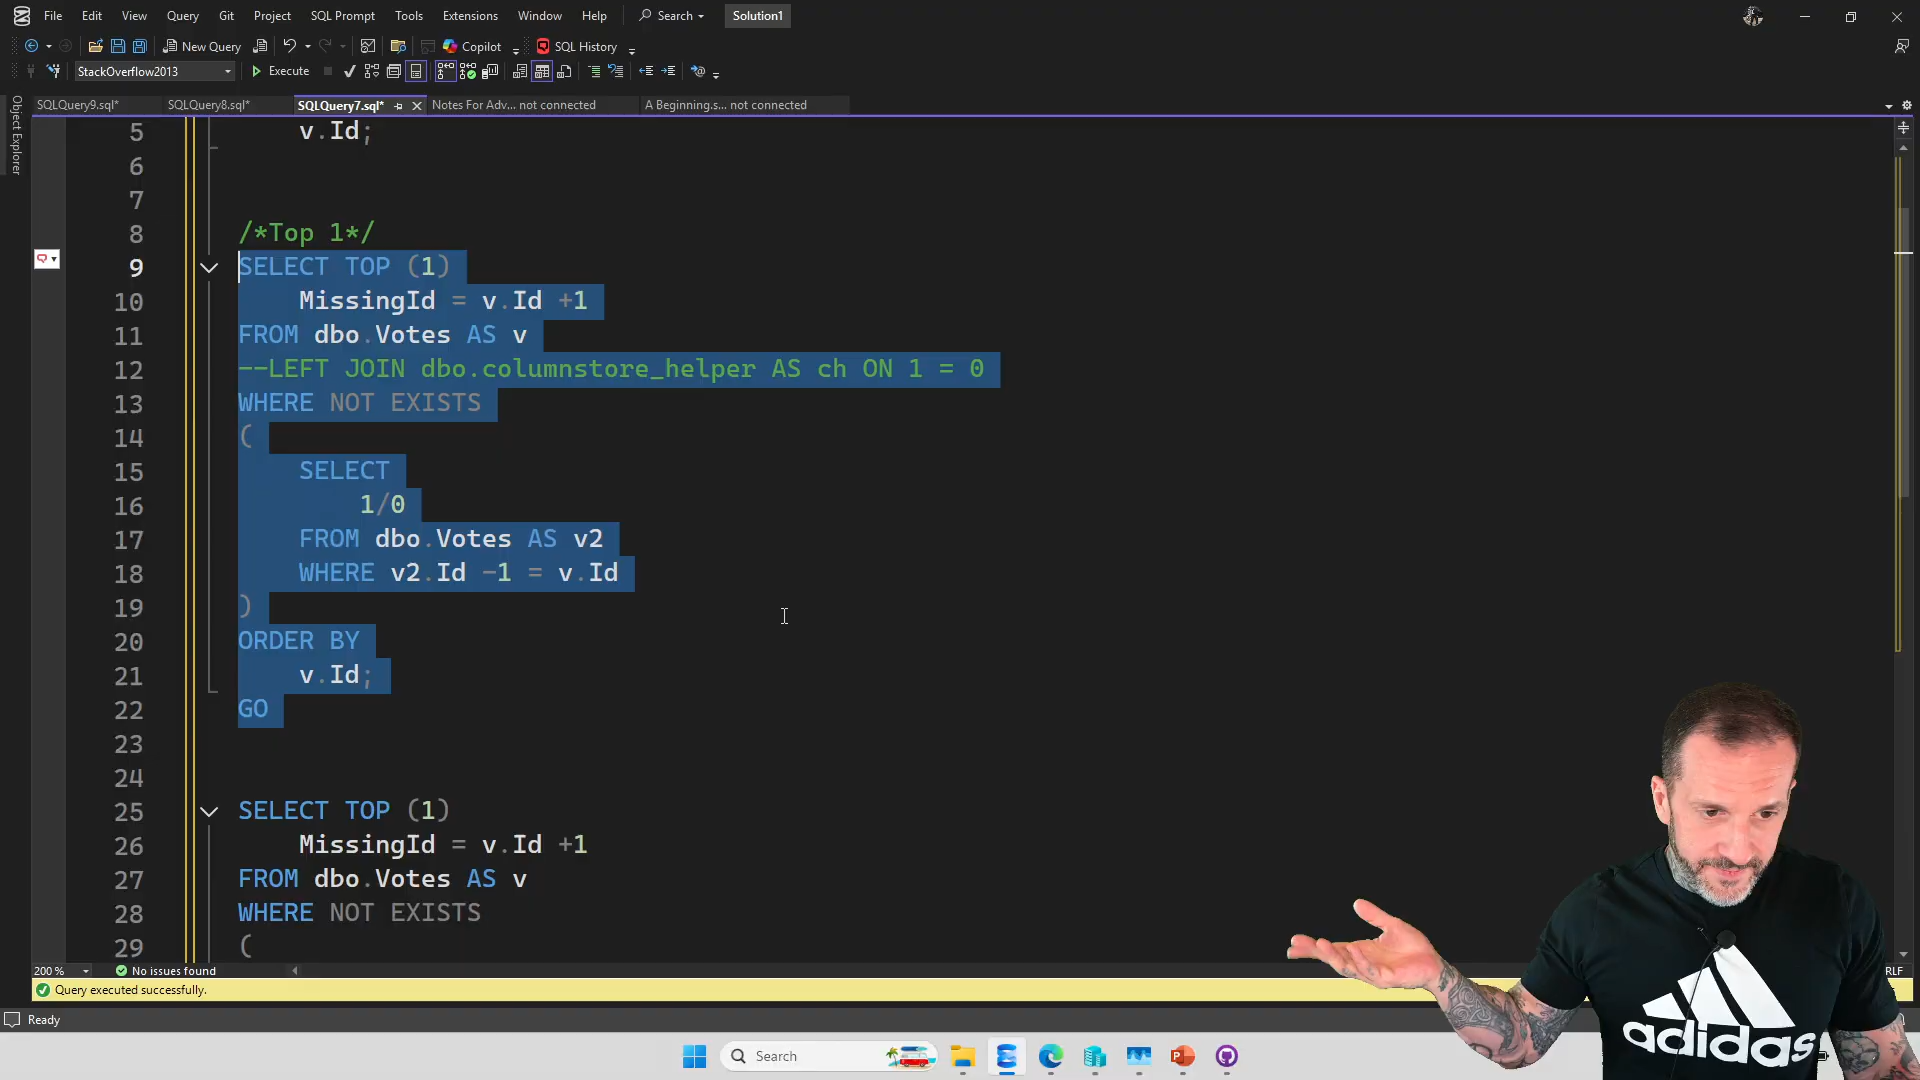 File Edit View Query Git Project SQL Prompt Tools Extensions Window Help Search Solution1
New Query Copilot SQL History
StackOverflow2013 Execute
SQLQuery9.sql* SQLQuery8.sql* SQLQuery7.sql* Notes For Adv... not connected A Beginning.s... not connected
Object Explorer
5 v.Id;
6
7
8 /*Top 1*/
9 SELECT TOP (1)
10 MissingId = v.Id +1
11 FROM dbo.Votes AS v
12 --LEFT JOIN dbo.columnstore_helper AS ch ON 1 = 0
13 WHERE NOT EXISTS
14 (
15 SELECT
16 1/0
17 FROM dbo.Votes AS v2
18 WHERE v2.Id -1 = v.Id
19 )
20 ORDER BY
21 v.Id;
22 GO
23
24
25 SELECT TOP (1)
26 MissingId = v.Id +1
27 FROM dbo.Votes AS v
28 WHERE NOT EXISTS
29 (
200 % No issues found RLF
Query executed successfully.
Ready
Search
adidas